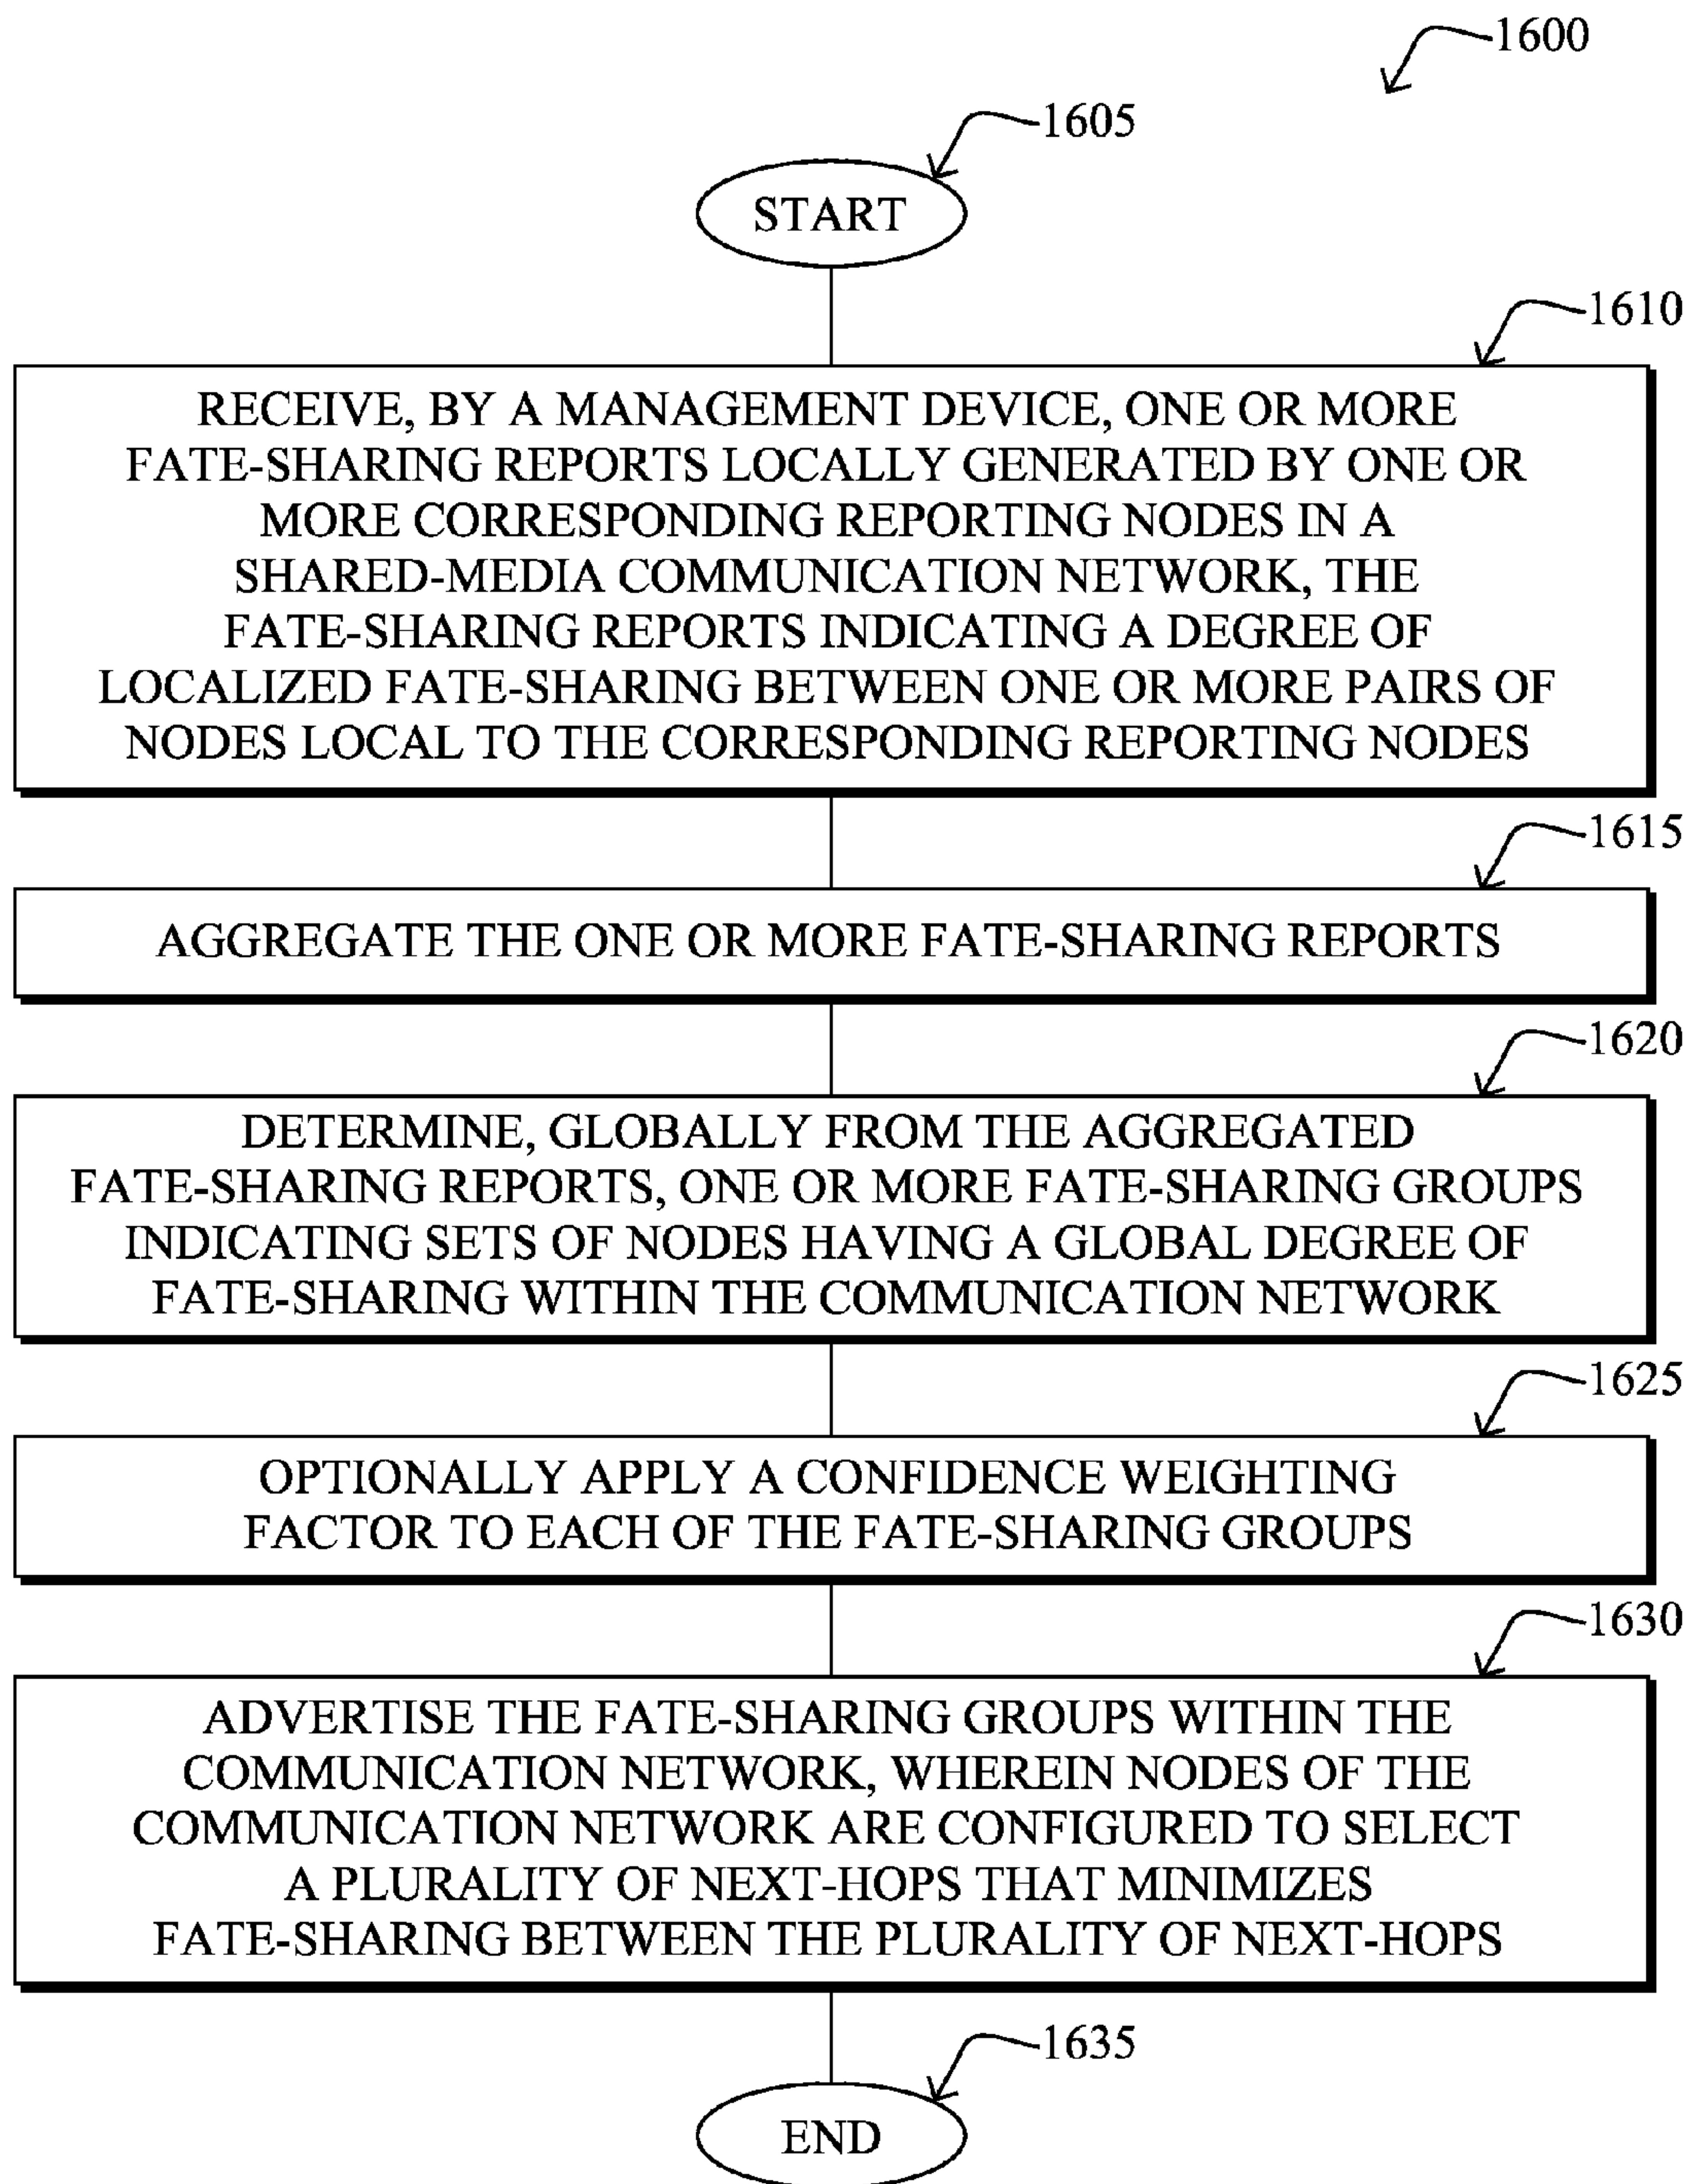 1600
1605
START
1610
RECEIVE, BY A MANAGEMENT DEVICE, ONE OR MORE
FATE-SHARING REPORTS LOCALLY GENERATED BY ONE OR
MORE CORRESPONDING REPORTING NODES IN A
SHARED-MEDIA COMMUNICATION NETWORK, THE
FATE-SHARING REPORTS INDICATING A DEGREE OF
LOCALIZED FATE-SHARING BETWEEN ONE OR MORE PAIRS OF
NODES LOCAL TO THE CORRESPONDING REPORTING NODES
1615
AGGREGATE THE ONE OR MORE FATE-SHARING REPORTS
1620
DETERMINE, GLOBALLY FROM THE AGGREGATED
FATE-SHARING REPORTS, ONE OR MORE FATE-SHARING GROUPS
INDICATING SETS OF NODES HAVING A GLOBAL DEGREE OF
FATE-SHARING WITHIN THE COMMUNICATION NETWORK
1625
OPTIONALLY APPLY A CONFIDENCE WEIGHTING
FACTOR TO EACH OF THE FATE-SHARING GROUPS
1630
ADVERTISE THE FATE-SHARING GROUPS WITHIN THE
COMMUNICATION NETWORK, WHEREIN NODES OF THE
COMMUNICATION NETWORK ARE CONFIGURED TO SELECT
A PLURALITY OF NEXT-HOPS THAT MINIMIZES
FATE-SHARING BETWEEN THE PLURALITY OF NEXT-HOPS
1635
END